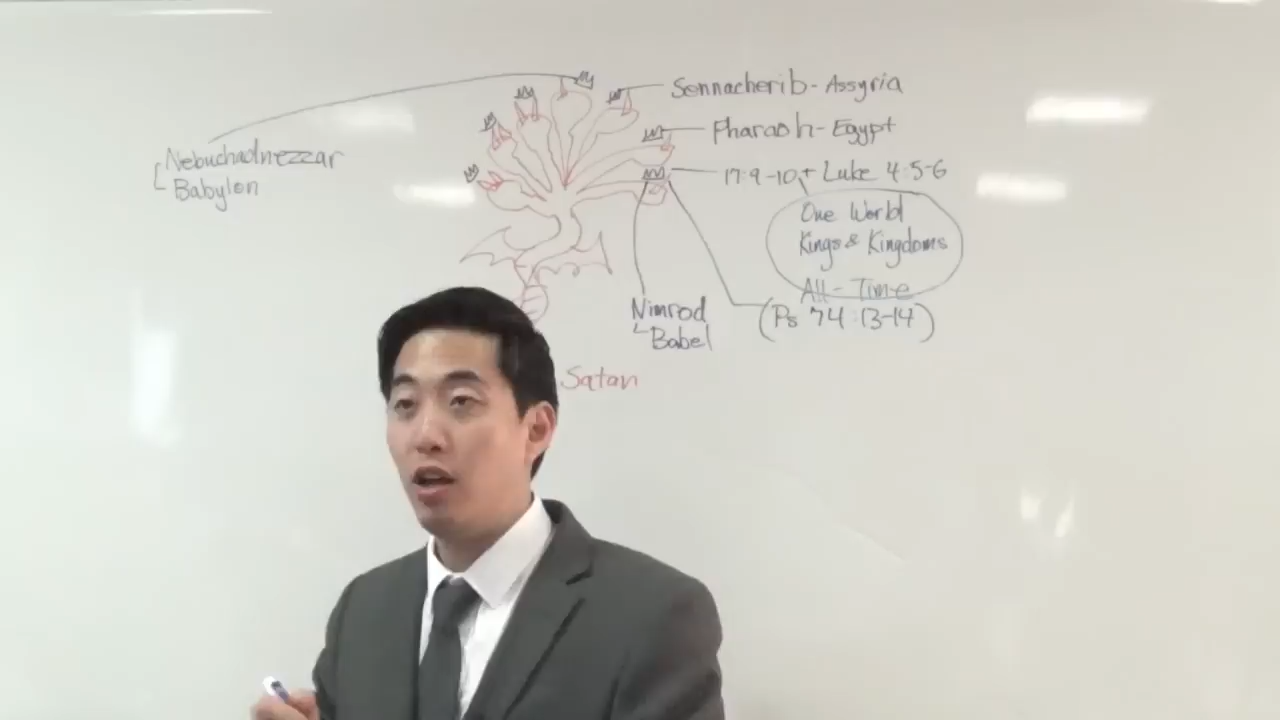 Sennacherib - Assyria
Pharaoh - Egypt
17:9-10, + Luke 4:5-6
Nebuchadnezzar
Babylon
One World
Kings & Kingdoms
All - Time
(Ps 74:13-14)
Nimrod
Babel
Satan